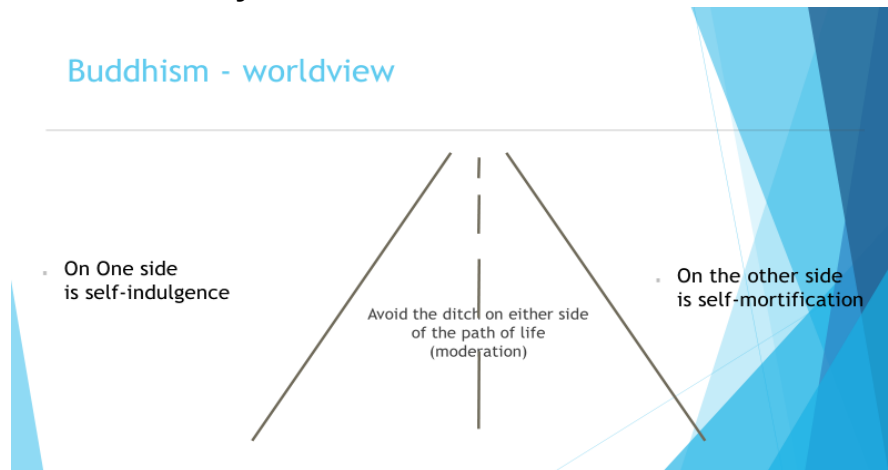 Buddhism - worldview
On One side
is self-indulgence
Avoid the ditch on either side
of the path of life
(moderation)
On the other side
is self-mortification